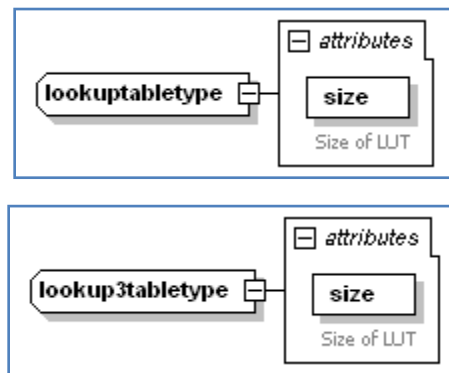 attributes
lookuptabletype
size
Size of LUT
attributes
lookup3tabletype
size
Size of LUT